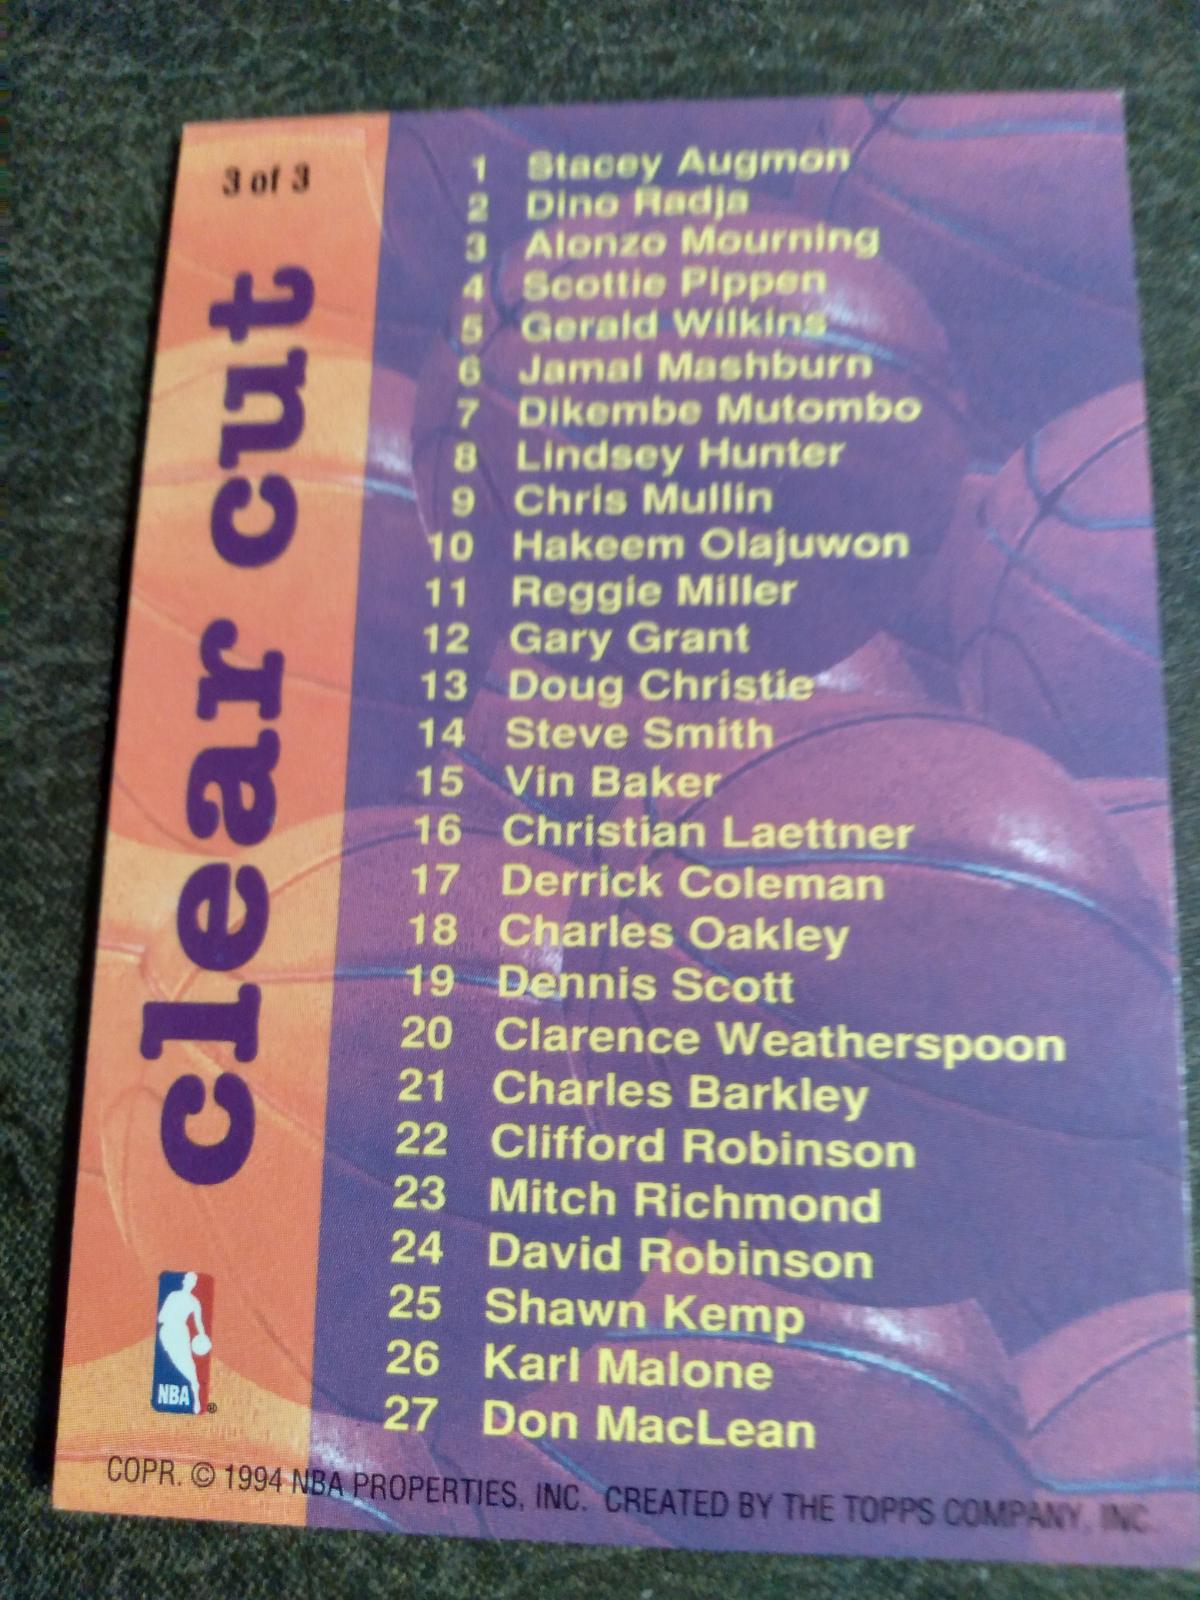 3 of 3
clear cut
1 Stacey Augmon
2 Dino Radja
3 Alonzo Mourning
4 Scottie Pippen
5 Gerald Wilkins
6 Jamal Mashburn
7 Dikembe Mutombo
8 Lindsey Hunter
9 Chris Mullin
10 Hakeem Olajuwon
11 Reggie Miller
12 Gary Grant
13 Doug Christie
14 Steve Smith
15 Vin Baker
16 Christian Laettner
17 Derrick Coleman
18 Charles Oakley
19 Dennis Scott
20 Clarence Weatherspoon
21 Charles Barkley
22 Clifford Robinson
23 Mitch Richmond
24 David Robinson
25 Shawn Kemp
26 Karl Malone
27 Don MacLean
NBA ®
COPR. © 1994 NBA PROPERTIES, INC. CREATED BY THE TOPPS COMPANY, INC.